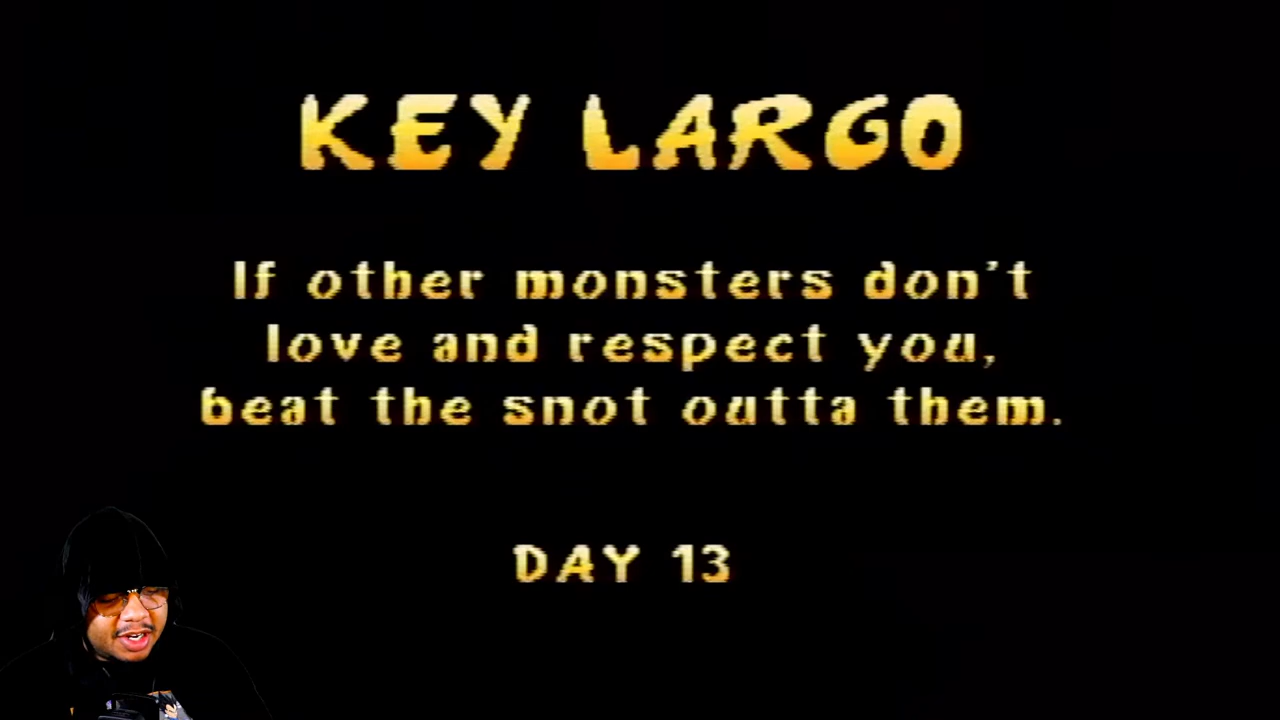 KEY LARGO
If other monsters don't
love and respect you,
beat the snot outta them.
DAY 13